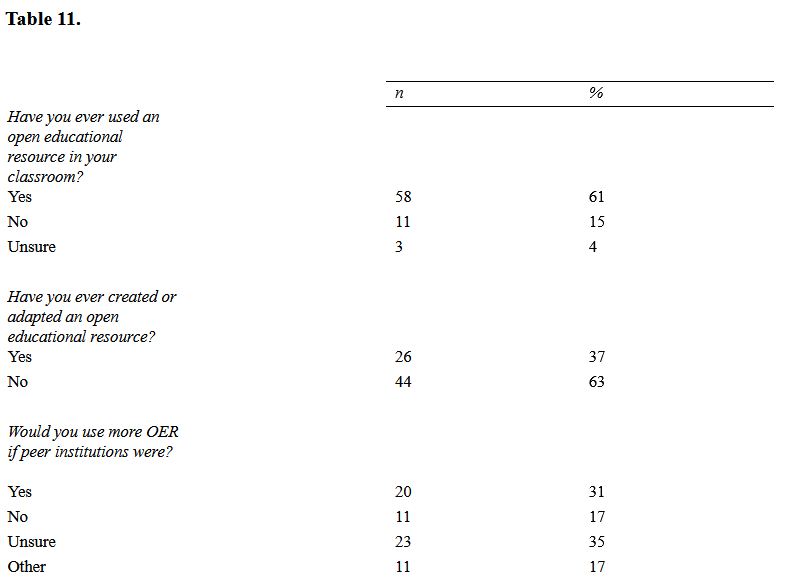 Table 11.
n %
Have you ever used an
open educational
resource in your
classroom?
Yes 58 61
No 11 15
Unsure 3 4
Have you ever created or
adapted an open
educational resource?
Yes 26 37
No 44 63
Would you use more OER
if peer institutions were?
Yes 20 31
No 11 17
Unsure 23 35
Other 11 17